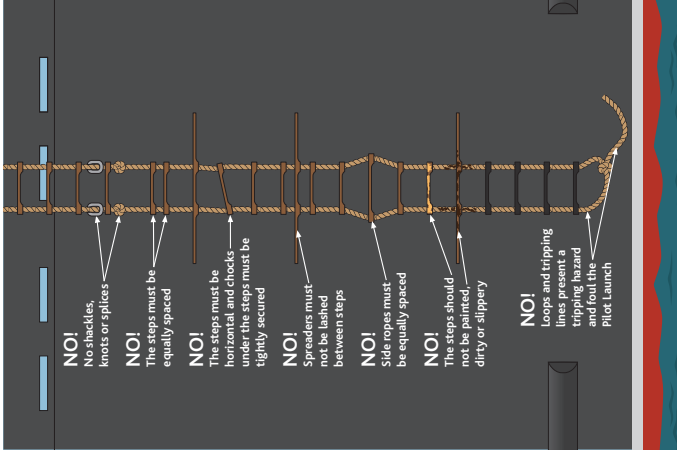 NO!
No shackles,
knots or splices
NO!
The steps must be
equally spaced
NO!
The steps must be
horizontal and chocks
under the steps must be
tightly secured
NO!
Spreaders must
not be lashed
between steps
NO!
Side ropes must
be equally spaced
NO!
The steps should
not be painted,
dirty or slippery
NO!
Loops and tripping
lines present a
tripping hazard
and foul the
Pilot Launch